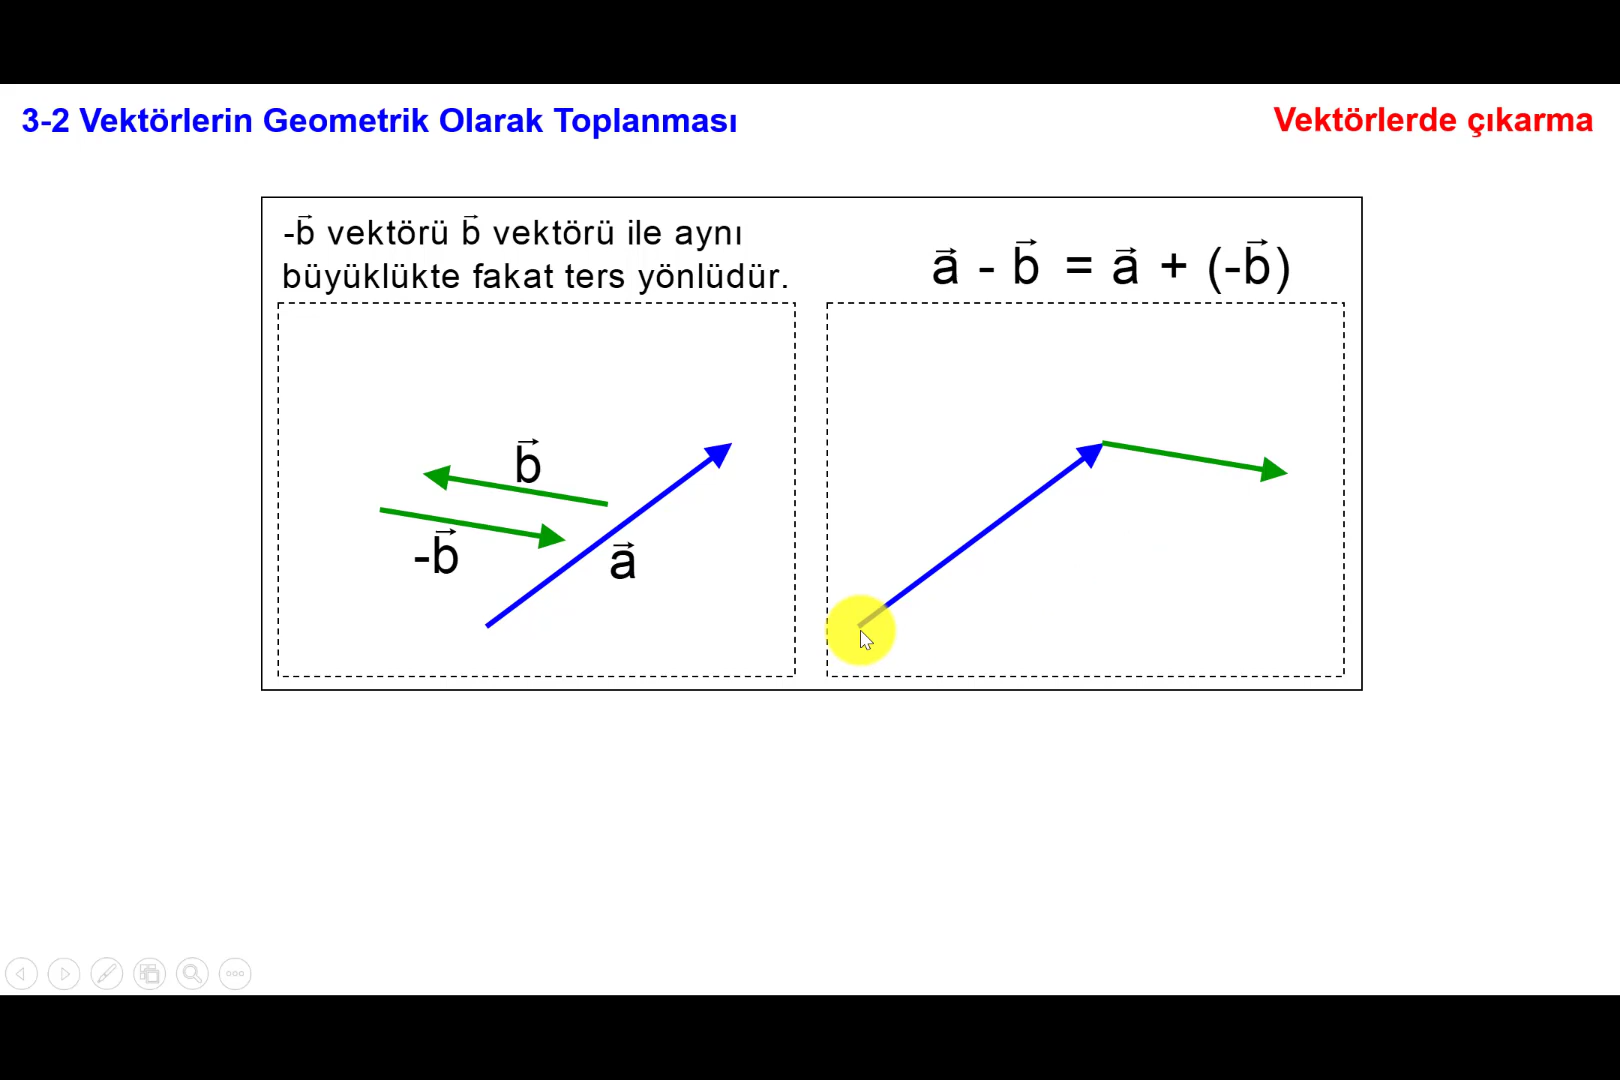 3-2 Vektörlerin Geometrik Olarak Toplanması
Vektörlerde çıkarma
-b⃗ vektörü b⃗ vektörü ile aynı
büyüklükte fakat ters yönlüdür.
a⃗ - b⃗ = a⃗ + (-b⃗)
b⃗
-b⃗
a⃗